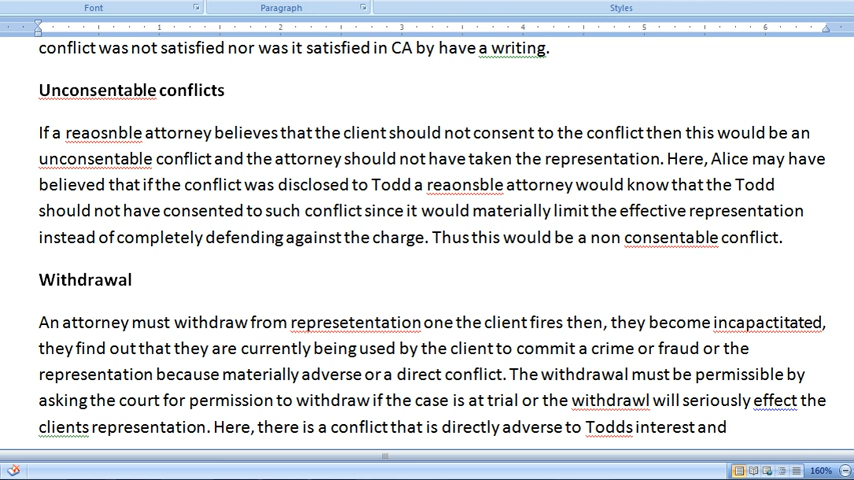 Font Paragraph Styles
1 2 3 4 5 6
conflict was not satisfied nor was it satisfied in CA by have a writing.
Unconsentable conflicts
If a reaosnble attorney believes that the client should not consent to the conflict then this would be an
unconsentable conflict and the attorney should not have taken the representation. Here, Alice may have
believed that if the conflict was disclosed to Todd a reaonsble attorney would know that the Todd
should not have consented to such conflict since it would materially limit the effective representation
instead of completely defending against the charge. Thus this would be a non consentable conflict.
Withdrawal
An attorney must withdraw from represetentation one the client fires then, they become incapactitated,
they find out that they are currently being used by the client to commit a crime or fraud or the
representation because materially adverse or a direct conflict. The withdrawal must be permissible by
asking the court for permission to withdraw if the case is at trial or the withdrawl will seriously effect the
clients representation. Here, there is a conflict that is directly adverse to Todds interest and
160%